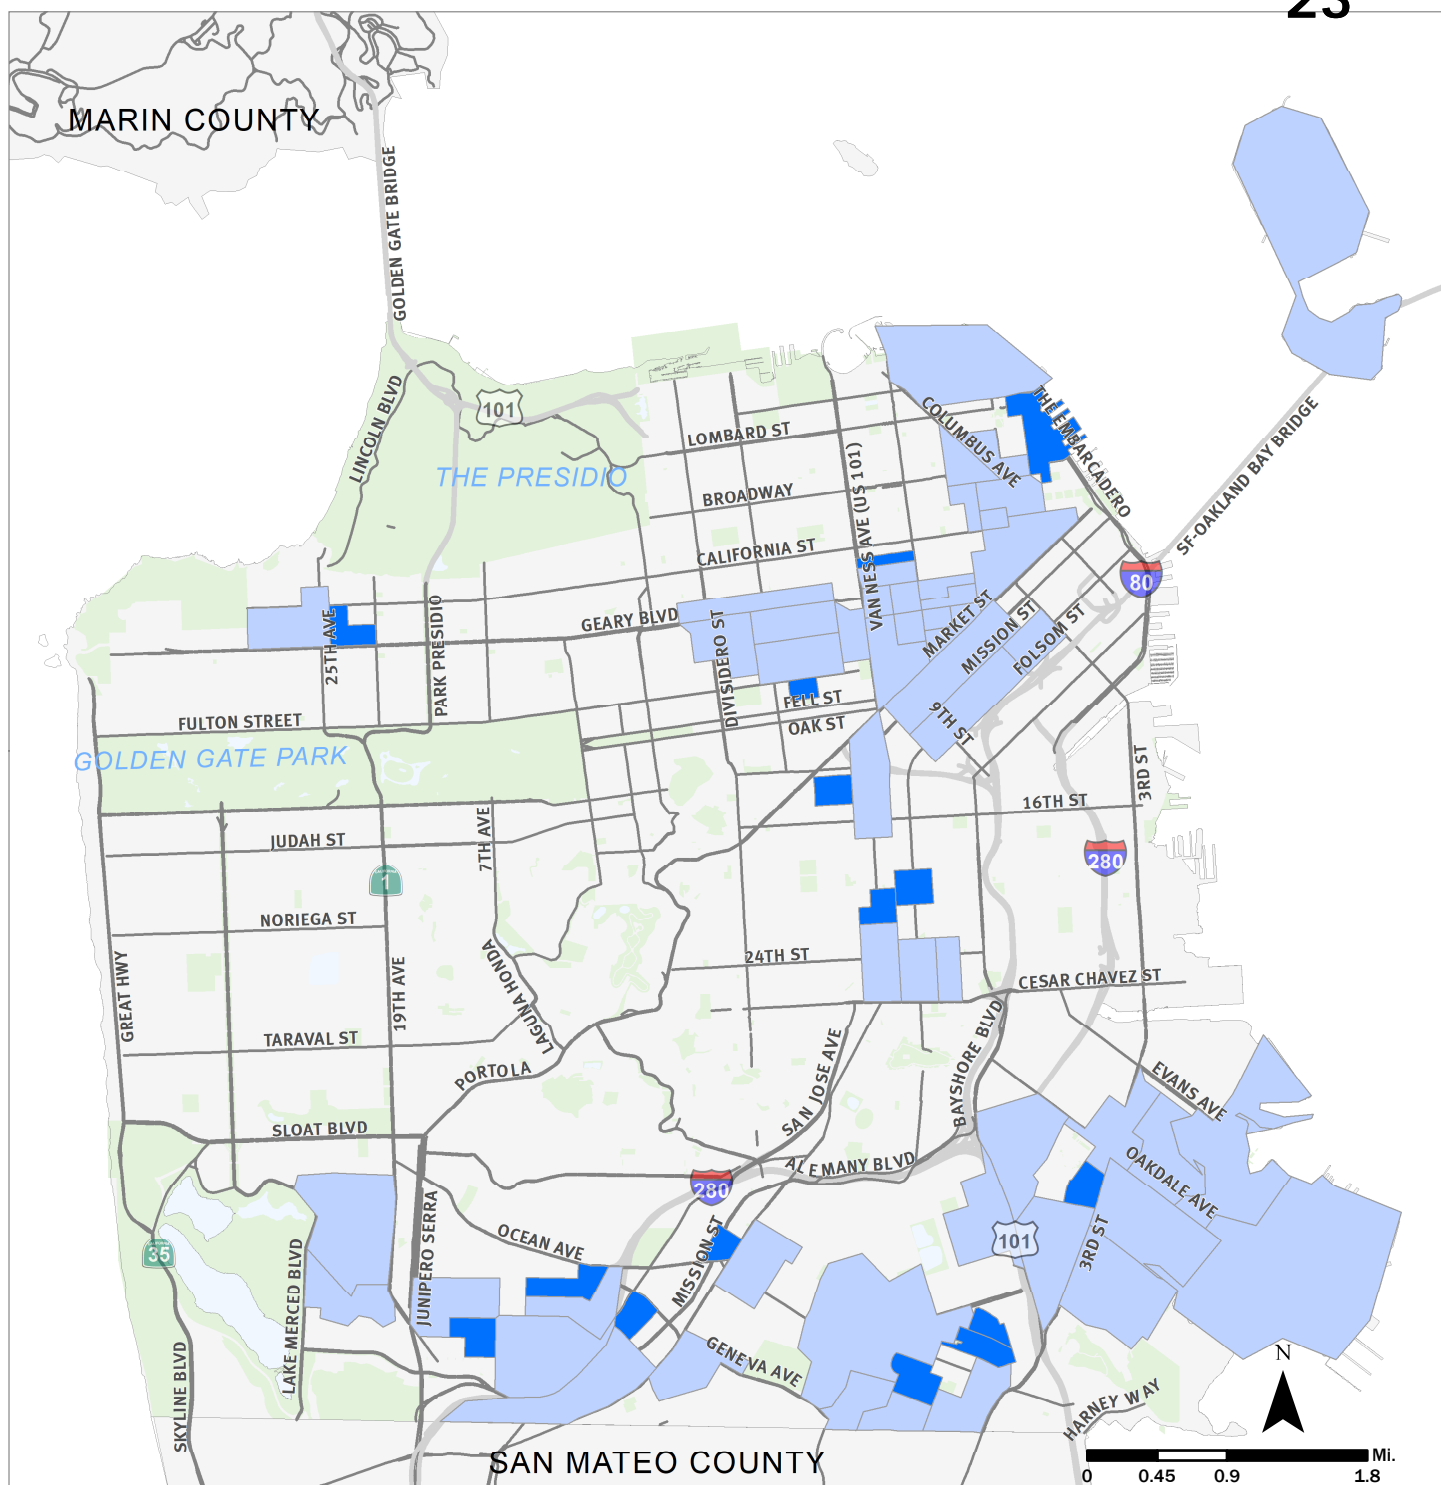 23
MARIN COUNTY
GOLDEN GATE BRIDGE
LINCOLN BLVD
101
THE PRESIDIO
LOMBARD ST
BROADWAY
CALIFORNIA ST
VAN NESS AVE (US 101)
COLUMBUS AVE
THE EMBARCADERO
SF-OAKLAND BAY BRIDGE
80
GEARY BLVD
25TH AVE
PARK PRESIDIO
DIVISIDERO ST
MARKET ST
MISSION ST
FOLSOM ST
FELL ST
OAK ST
9TH ST
FULTON STREET
GOLDEN GATE PARK
3RD ST
16TH ST
JUDAH ST
7TH AVE
280
CALIFORNIA
1
NORIEGA ST
24TH ST
CESAR CHAVEZ ST
GREAT HWY
19TH AVE
LAGUNA HONDA
TARAVAL ST
PORTOLA
SAN JOSE AVE
BAYSHORE BLVD
EVANS AVE
SLOAT BLVD
ALEMANY BLVD
OAKDALE AVE
280
OCEAN AVE
JUNIPERO SERRA
MISSION ST
101
3RD ST
CALIFORNIA
35
LAKE MERCED BLVD
SKYLINE BLVD
GENEVA AVE
HARNEY WAY
N
SAN MATEO COUNTY
Mi.
0 0.45 0.9 1.8